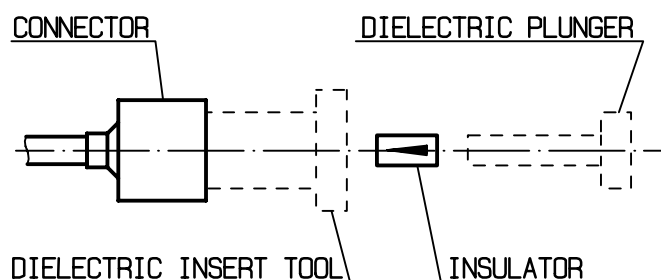 CONNECTOR
DIELECTRIC PLUNGER
DIELECTRIC INSERT TOOL
INSULATOR